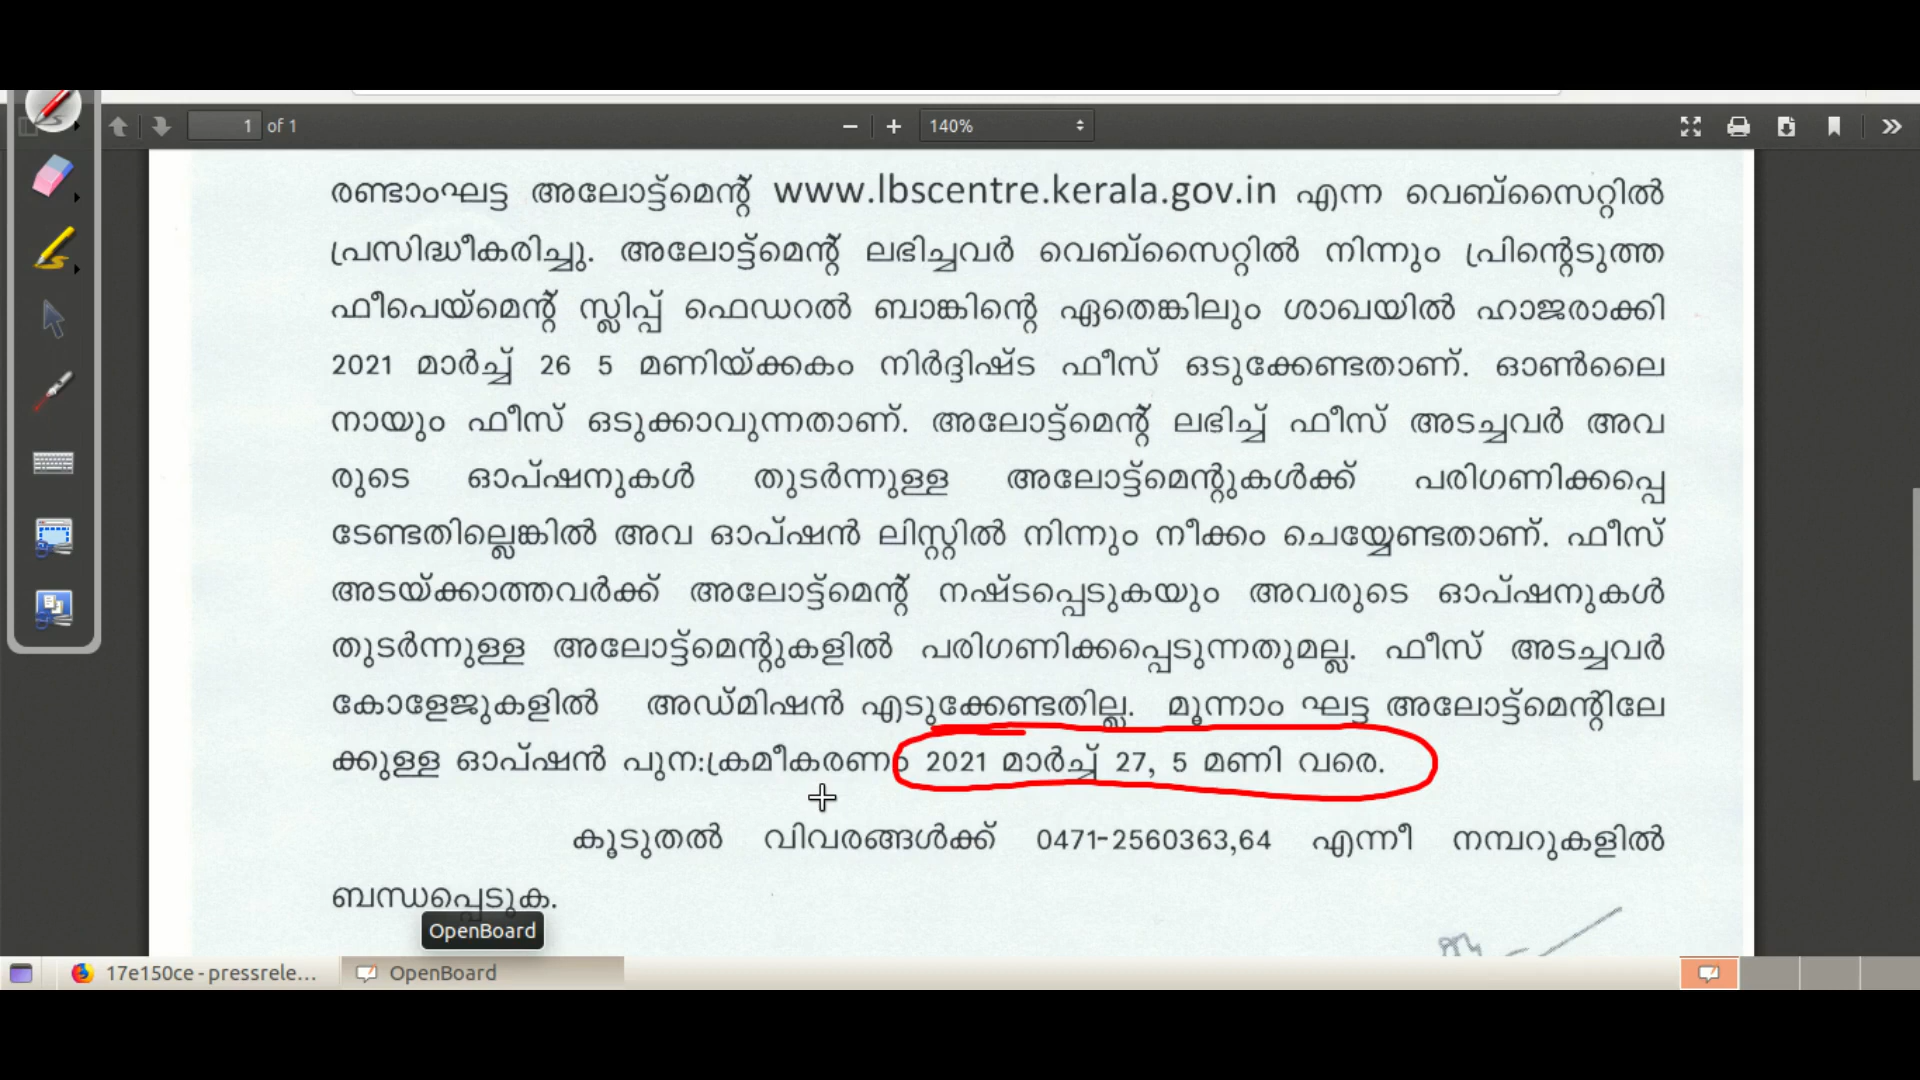 1 of 1
140%
രണ്ടാംഘട്ട അലോട്ട്മെന്റ് www.lbscentre.kerala.gov.in എന്ന വെബ്സൈറ്റിൽ
പ്രസിദ്ധീകരിച്ചു. അലോട്ട്മെന്റ് ലഭിച്ചവർ വെബ്സൈറ്റിൽ നിന്നും പ്രിന്റെടുത്ത
ഫീപെയ്മെന്റ് സ്ലിപ്പ് ഫെഡറൽ ബാങ്കിന്റെ ഏതെങ്കിലും ശാഖയിൽ ഹാജരാക്കി
2021 മാർച്ച് 26 5 മണിയ്ക്കകം നിർദ്ദിഷ്ട ഫീസ് ഒടുക്കേണ്ടതാണ്. ഓൺലൈ
നായും ഫീസ് ഒടുക്കാവുന്നതാണ്. അലോട്ട്മെന്റ് ലഭിച്ച് ഫീസ് അടച്ചവർ അവ
രുടെ ഓപ്ഷനുകൾ തുടർന്നുള്ള അലോട്ട്മെന്റുകൾക്ക് പരിഗണിക്കപ്പെ
ടേണ്ടതില്ലെങ്കിൽ അവ ഓപ്ഷൻ ലിസ്റ്റിൽ നിന്നും നീക്കം ചെയ്യേണ്ടതാണ്. ഫീസ്
അടയ്ക്കാത്തവർക്ക് അലോട്ട്മെന്റ് നഷ്ടപ്പെടുകയും അവരുടെ ഓപ്ഷനുകൾ
തുടർന്നുള്ള അലോട്ട്മെന്റുകളിൽ പരിഗണിക്കപ്പെടുന്നതുമല്ല. ഫീസ് അടച്ചവർ
കോളേജുകളിൽ അഡ്മിഷൻ എടുക്കേണ്ടതില്ല. മൂന്നാം ഘട്ട അലോട്ട്മെന്റിലേ
ക്കുള്ള ഓപ്ഷൻ പുന:ക്രമീകരണം 2021 മാർച്ച് 27, 5 മണി വരെ.
കൂടുതൽ വിവരങ്ങൾക്ക് 0471-2560363,64 എന്നീ നമ്പറുകളിൽ
ബന്ധപ്പെടുക.
OpenBoard
17e150ce - pressrele...
OpenBoard